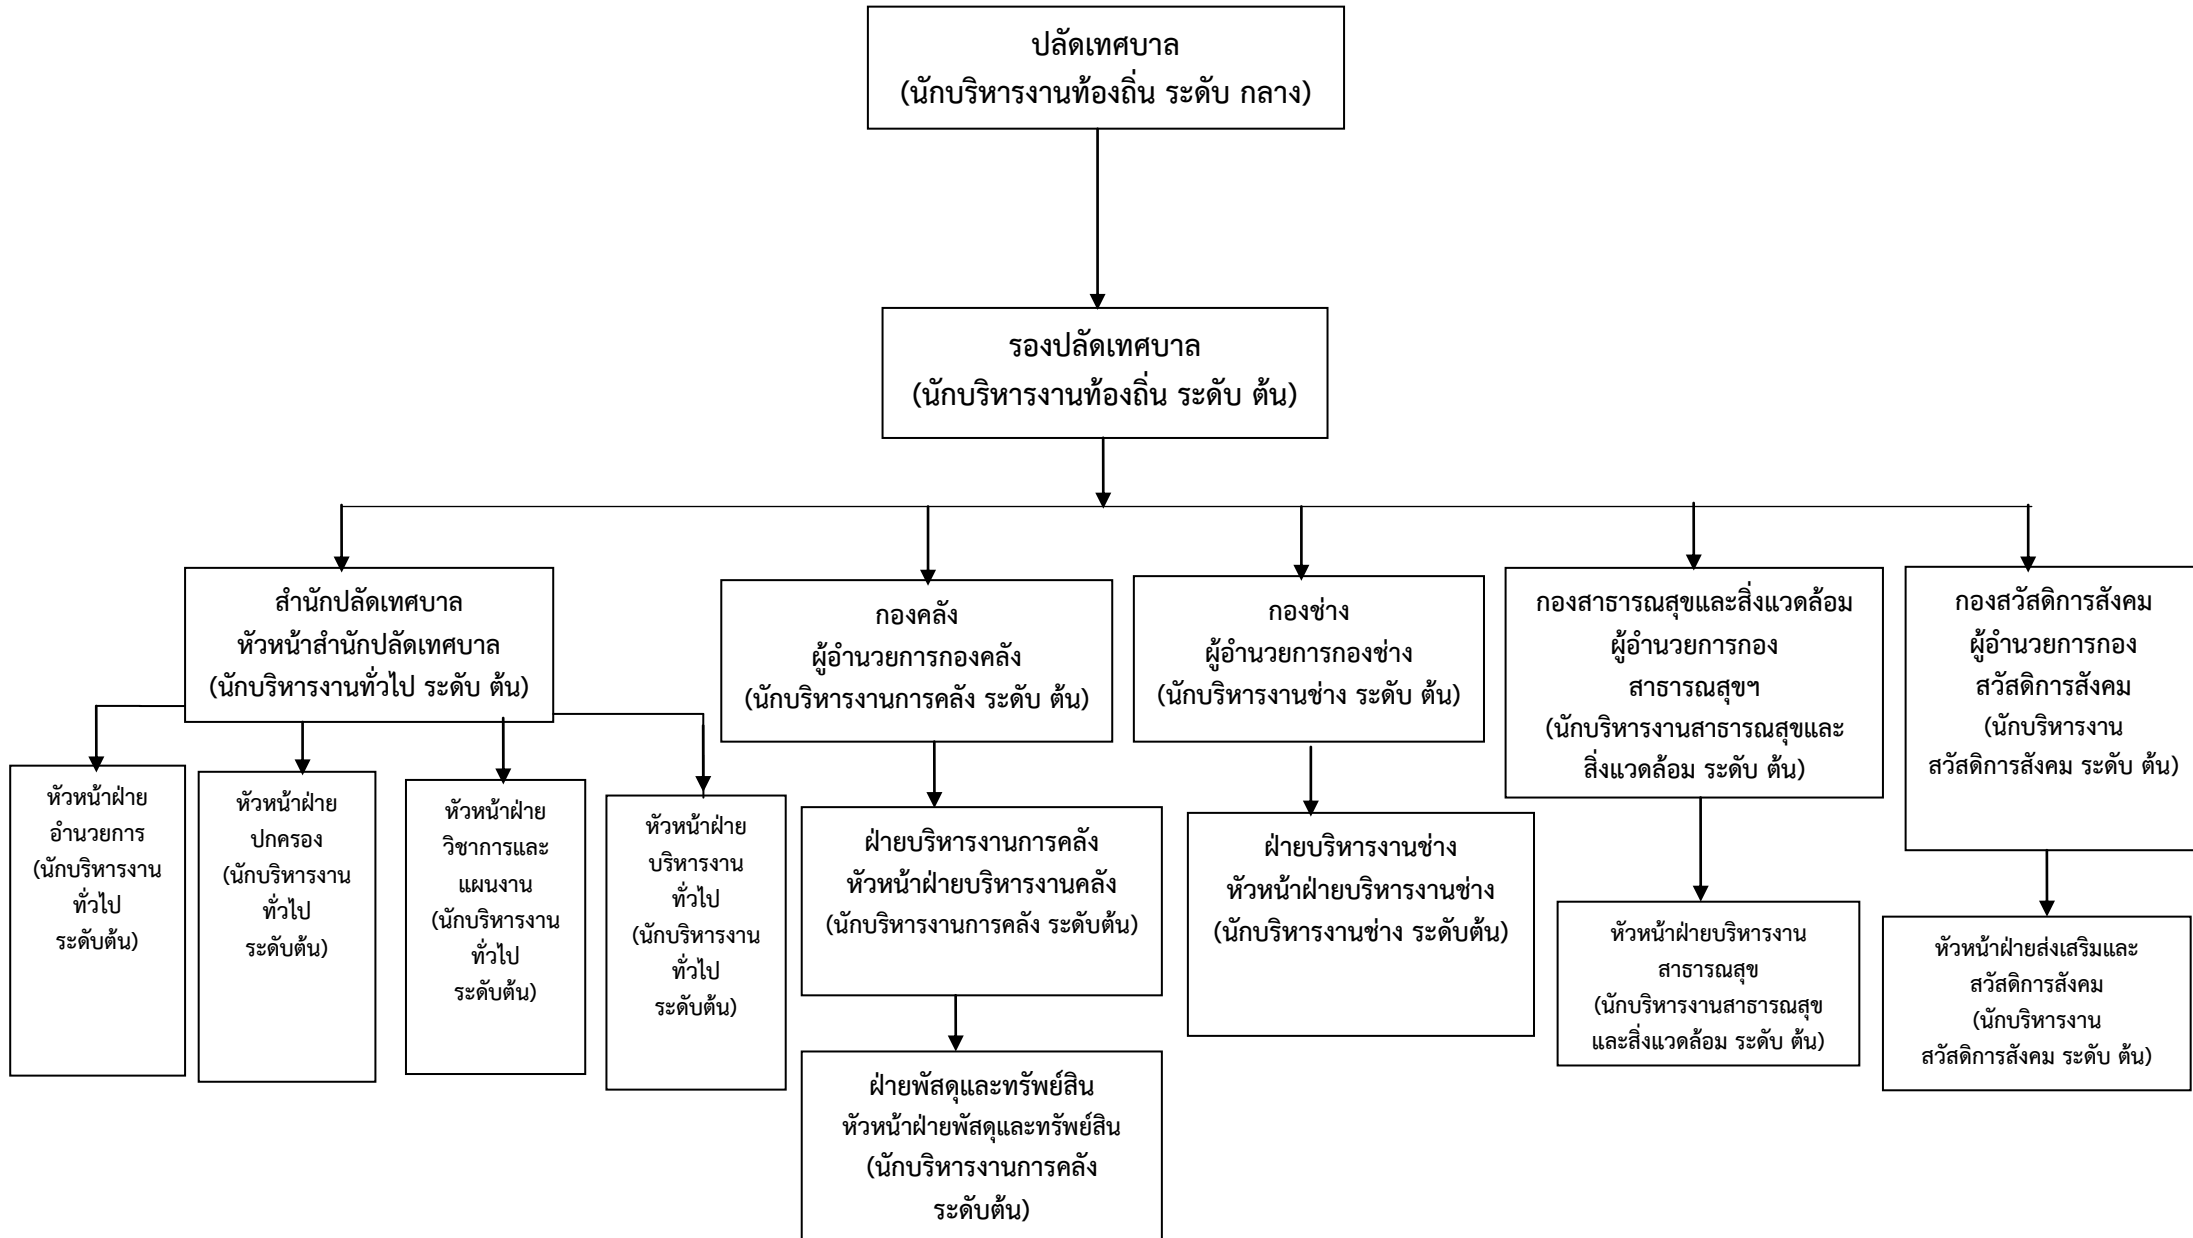 ปลัดเทศบาล
(นักบริหารงานท้องถิ่น ระดับ กลาง)
รองปลัดเทศบาล
(นักบริหารงานท้องถิ่น ระดับ ต้น)
สำนักปลัดเทศบาล
หัวหน้าสำนักปลัดเทศบาล
(นักบริหารงานทั่วไป ระดับ ต้น)
กองคลัง
ผู้อำนวยการกองคลัง
(นักบริหารงานการคลัง ระดับ ต้น)
กองช่าง
ผู้อำนวยการกองช่าง
(นักบริหารงานช่าง ระดับ ต้น)
กองสาธารณสุขและสิ่งแวดล้อม
ผู้อำนวยการกอง
สาธารณสุขฯ
(นักบริหารงานสาธารณสุขและ
สิ่งแวดล้อม ระดับ ต้น)
กองสวัสดิการสังคม
ผู้อำนวยการกอง
สวัสดิการสังคม
(นักบริหารงาน
สวัสดิการสังคม ระดับ ต้น)
หัวหน้าฝ่าย
อำนวยการ
(นักบริหารงาน
ทั่วไป
ระดับต้น)
หัวหน้าฝ่าย
ปกครอง
(นักบริหารงาน
ทั่วไป
ระดับต้น)
หัวหน้าฝ่าย
วิชาการและ
แผนงาน
(นักบริหารงาน
ทั่วไป
ระดับต้น)
หัวหน้าฝ่าย
บริหารงาน
ทั่วไป
(นักบริหารงาน
ทั่วไป
ระดับต้น)
ฝ่ายบริหารงานการคลัง
หัวหน้าฝ่ายบริหารงานคลัง
(นักบริหารงานการคลัง ระดับต้น)
ฝ่ายบริหารงานช่าง
หัวหน้าฝ่ายบริหารงานช่าง
(นักบริหารงานช่าง ระดับต้น)
หัวหน้าฝ่ายบริหารงาน
สาธารณสุข
(นักบริหารงานสาธารณสุข
และสิ่งแวดล้อม ระดับ ต้น)
หัวหน้าฝ่ายส่งเสริมและ
สวัสดิการสังคม
(นักบริหารงาน
สวัสดิการสังคม ระดับ ต้น)
ฝ่ายพัสดุและทรัพย์สิน
หัวหน้าฝ่ายพัสดุและทรัพย์สิน
(นักบริหารงานการคลัง
ระดับต้น)